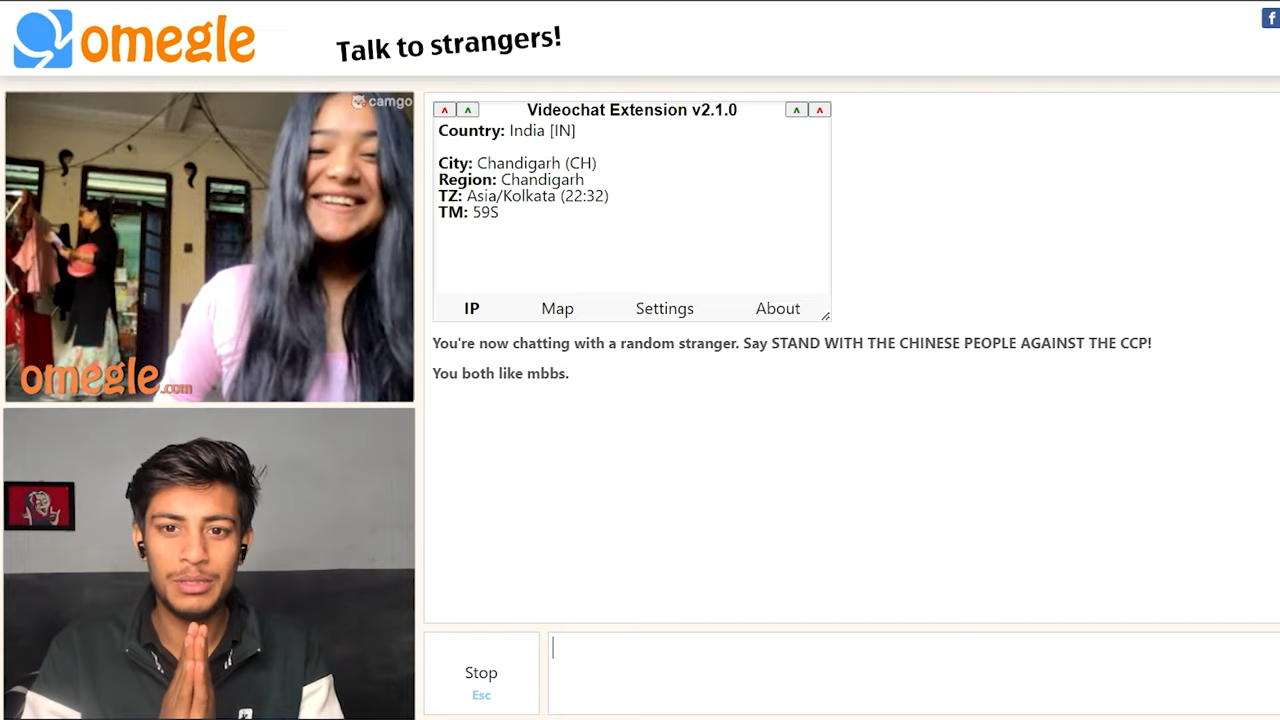 omegle
Talk to strangers!
f
camgo
omegle.com
^ ^ Videochat Extension v2.1.0 ^ ^
Country: India [IN]
City: Chandigarh (CH)
Region: Chandigarh
TZ: Asia/Kolkata (22:32)
TM: 59S
IP Map Settings About
You're now chatting with a random stranger. Say STAND WITH THE CHINESE PEOPLE AGAINST THE CCP!
You both like mbbs.
Stop
Esc